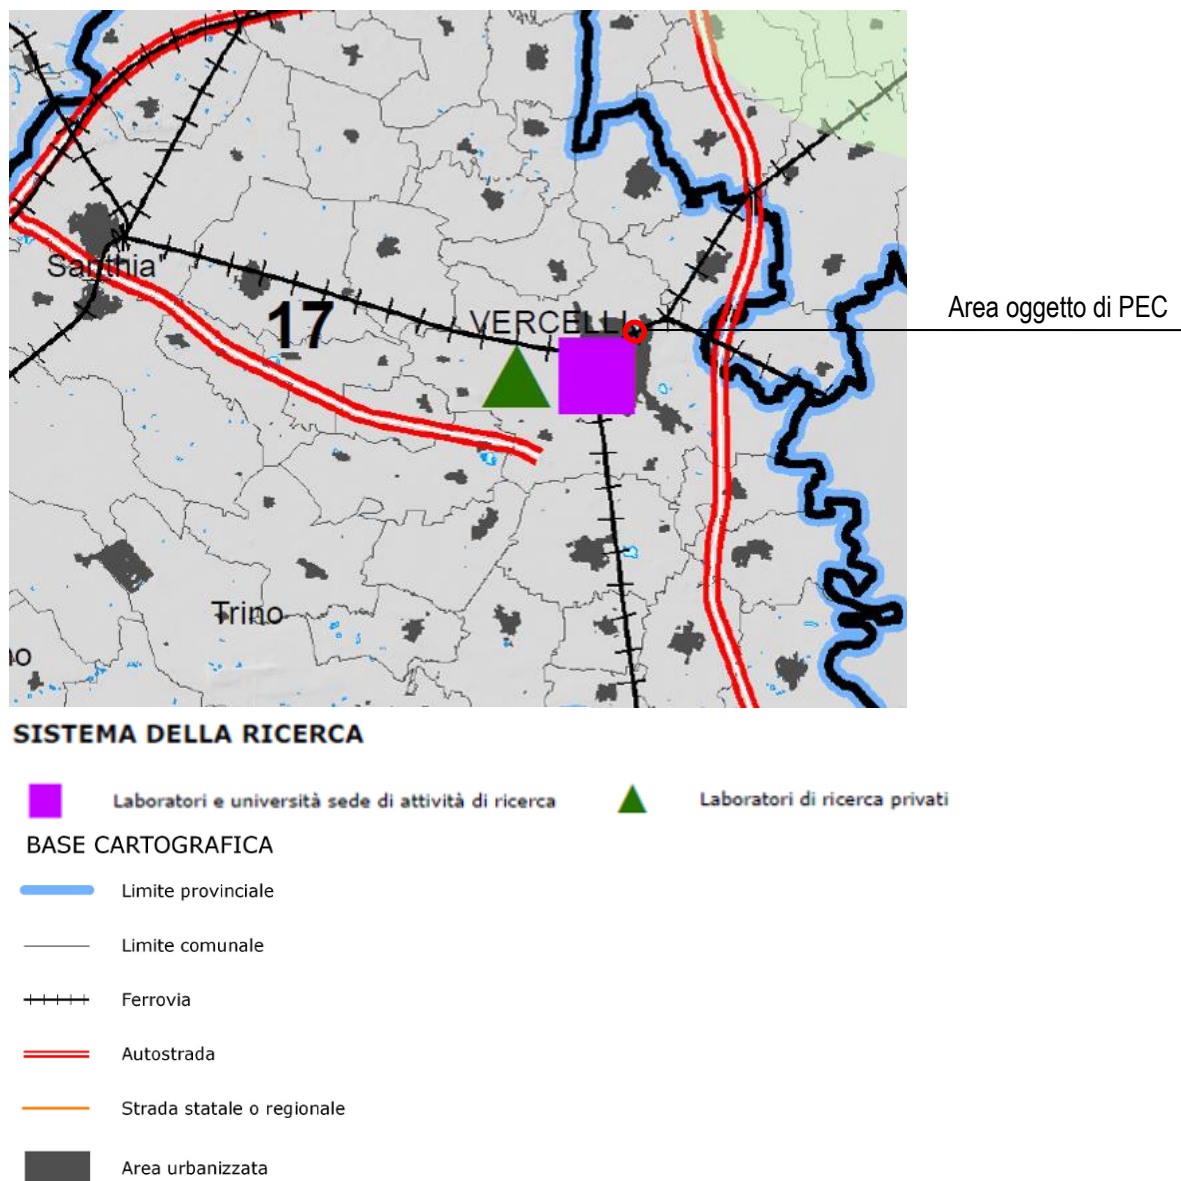 Santhia'
17
VERCELLI
Area oggetto di PEC
Trino
no
SISTEMA DELLA RICERCA
Laboratori e università sede di attività di ricerca
Laboratori di ricerca privati
BASE CARTOGRAFICA
Limite provinciale
Limite comunale
Ferrovia
Autostrada
Strada statale o regionale
Area urbanizzata